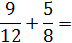 9/12 + 5/8 =